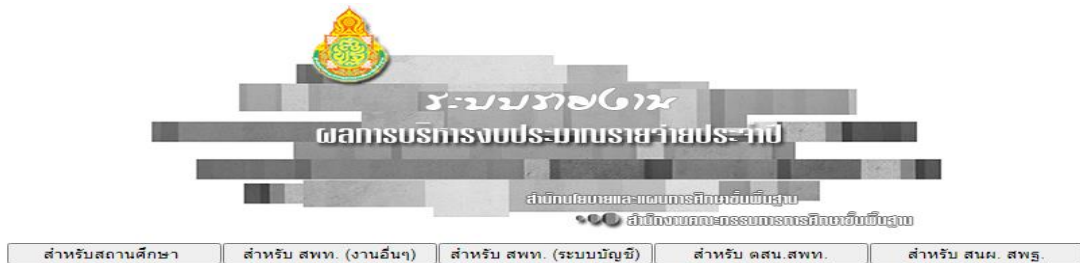 ระบบรายงาน
ผลการบริหารงบประมาณรายจ่ายประจำปี
สำนักนโยบายและแผนการศึกษาขั้นพื้นฐาน
สำนักงานคณะกรรมการการศึกษาขั้นพื้นฐาน
สำหรับสถานศึกษา สำหรับ สพท. (งานอื่นๆ) สำหรับ สพท. (ระบบบัญชี) สำหรับ ตสน.สพท. สำหรับ สนผ. สพฐ.